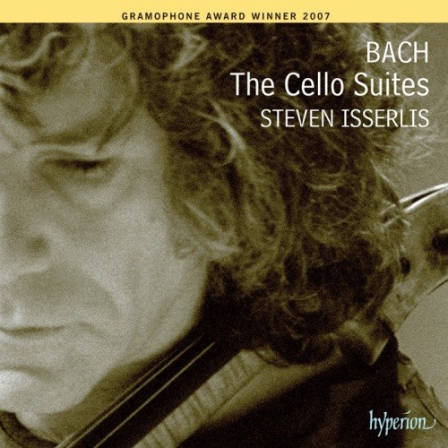 GRAMOPHONE AWARD WINNER 2007
BACH
The Cello Suites
STEVEN ISSERLIS
hyperion